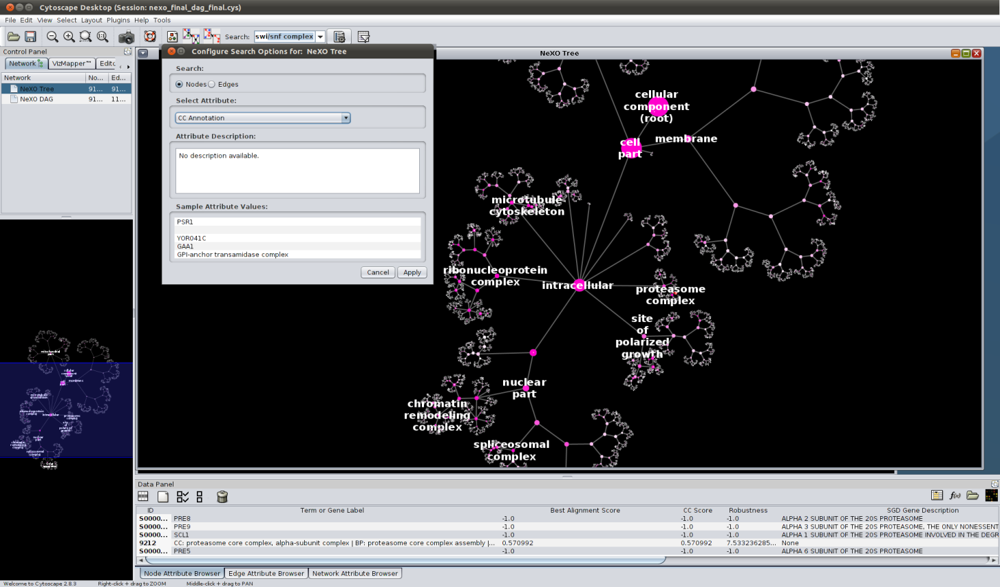 Cytoscape Desktop (Session: nexo_final_dag_final.cys)
File Edit View Select Layout Plugins Help Tools
Search: swi/snf complex
Control Panel
Network VizMapper™ Editc
Network No... Ed...
NeXO Tree 91... 91...
NeXO DAG 91... 11...
Configure Search Options for: NeXO Tree
Search:
Nodes Edges
Select Attribute:
CC Annotation
Attribute Description:
No description available.
Sample Attribute Values:
PSR1
YOR041C
GAA1
GPI-anchor transamidase complex
Cancel Apply
NeXO Tree
cellular
component
(root)
cell
part
membrane
microtubule
cytoskeleton
ribonucleoprotein
complex
intracellular
proteasome
complex
site
of
polarized
growth
nuclear
part
chromatin
remodeling
complex
spliceosomal
complex
Data Panel
f(x)
ID Term or Gene Label Best Alignment Score CC Score Robustness SGD Gene Description
S0000... PRE8 -1.0 -1.0 -1.0 ALPHA 2 SUBUNIT OF THE 20S PROTEASOME
S0000... PRE9 -1.0 -1.0 -1.0 ALPHA 3 SUBUNIT OF THE 20S PROTEASOME, THE ONLY NONESSENT
S0000... SCL1 -1.0 -1.0 -1.0 ALPHA 1 SUBUNIT OF THE 20S PROTEASOME INVOLVED IN THE DEGR
9212 CC: proteasome core complex, alpha-subunit complex | BP: proteasome core complex assembly |... 0.570992 0.570992 7.533236285... None
S0000... PRE5 -1.0 -1.0 -1.0 ALPHA 6 SUBUNIT OF THE 20S PROTEASOME
Node Attribute Browser Edge Attribute Browser Network Attribute Browser
Welcome to Cytoscape 2.8.3 Right-click + drag to ZOOM Middle-click + drag to PAN